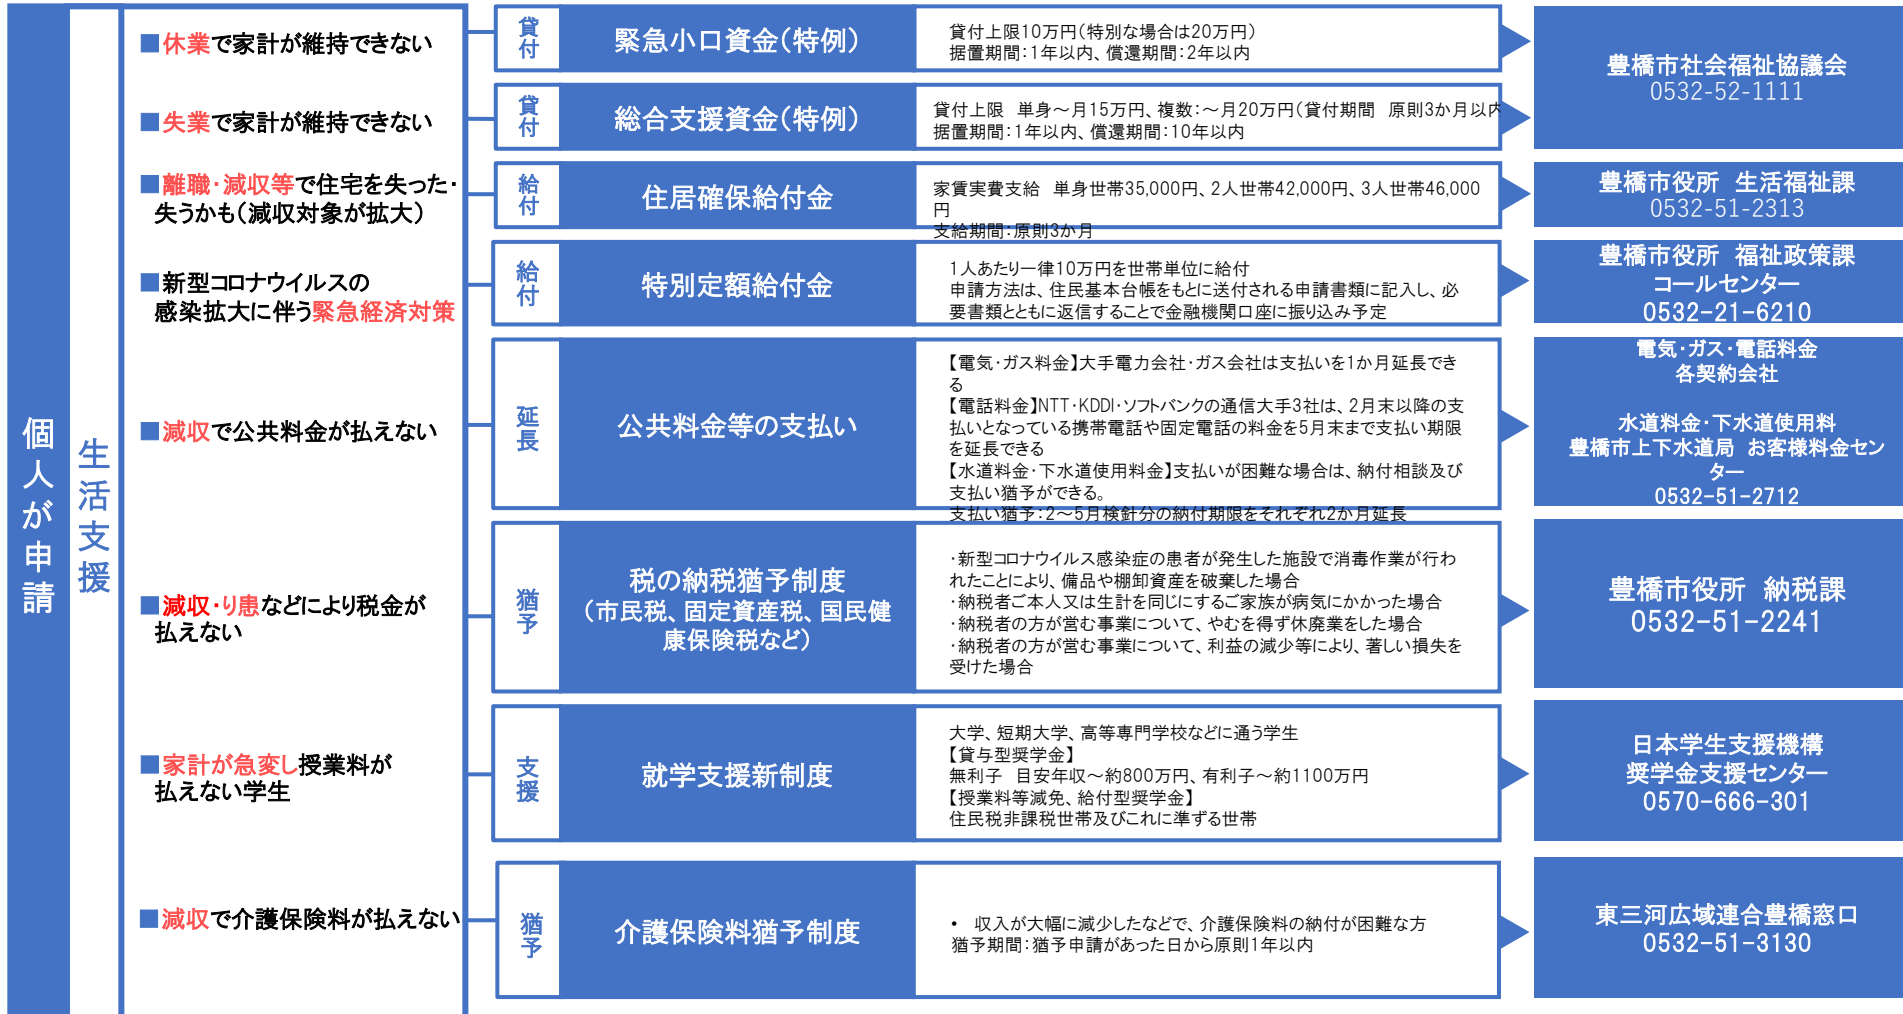 個人が申請
生活支援
■休業で家計が維持できない
貸付
緊急小口資金(特例)
貸付上限10万円(特別な場合は20万円)
据置期間:1年以内、償還期間:2年以内
豊橋市社会福祉協議会
0532-52-1111
■失業で家計が維持できない
貸付
総合支援資金(特例)
貸付上限 単身～月15万円、複数:～月20万円(貸付期間 原則3か月以内
据置期間:1年以内、償還期間:10年以内
■離職・減収等で住宅を失った・
失うかも(減収対象が拡大)
給付
住居確保給付金
家賃実費支給 単身世帯35,000円、2人世帯42,000円、3人世帯46,000
円
支給期間:原則3か月
豊橋市役所 生活福祉課
0532-51-2313
■新型コロナウイルスの
感染拡大に伴う緊急経済対策
給付
特別定額給付金
1人あたり一律10万円を世帯単位に給付
申請方法は、住民基本台帳をもとに送付される申請書類に記入し、必
要書類とともに返信することで金融機関口座に振り込み予定
豊橋市役所 福祉政策課
コールセンター
0532-21-6210
■減収で公共料金が払えない
延長
公共料金等の支払い
【電気・ガス料金】大手電力会社・ガス会社は支払いを1か月延長でき
る
【電話料金】NTT・KDDI・ソフトバンクの通信大手3社は、2月末以降の支
払いとなっている携帯電話や固定電話の料金を5月末まで支払い期限
を延長できる
【水道料金・下水道使用料金】支払いが困難な場合は、納付相談及び
支払い猶予ができる。
支払い猶予:2～5月検針分の納付期限をそれぞれ2か月延長
電気・ガス・電話料金
各契約会社
水道料金・下水道使用料
豊橋市上下水道局 お客様料金セン
ター
0532-51-2712
■減収・り患などにより税金が
払えない
猶予
税の納税猶予制度
(市民税、固定資産税、国民健
康保険税など)
・新型コロナウイルス感染症の患者が発生した施設で消毒作業が行わ
れたことにより、備品や棚卸資産を破棄した場合
・納税者ご本人又は生計を同じにするご家族が病気にかかった場合
・納税者の方が営む事業について、やむを得ず休廃業をした場合
・納税者の方が営む事業について、利益の減少等により、著しい損失を
受けた場合
豊橋市役所 納税課
0532-51-2241
■家計が急変し授業料が
払えない学生
支援
就学支援新制度
大学、短期大学、高等専門学校などに通う学生
【貸与型奨学金】
無利子 目安年収～約800万円、有利子～約1100万円
【授業料等減免、給付型奨学金】
住民税非課税世帯及びこれに準ずる世帯
日本学生支援機構
奨学金支援センター
0570-666-301
■減収で介護保険料が払えない
猶予
介護保険料猶予制度
• 収入が大幅に減少したなどで、介護保険料の納付が困難な方
猶予期間:猶予申請があった日から原則1年以内
東三河広域連合豊橋窓口
0532-51-3130